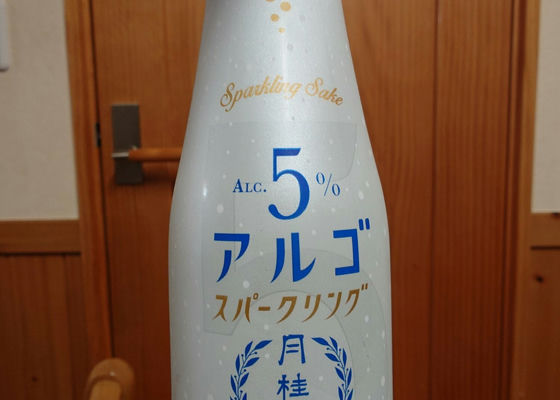 Sparkling Sake
ALC. 5%
アルゴ
スパークリング
月
桂